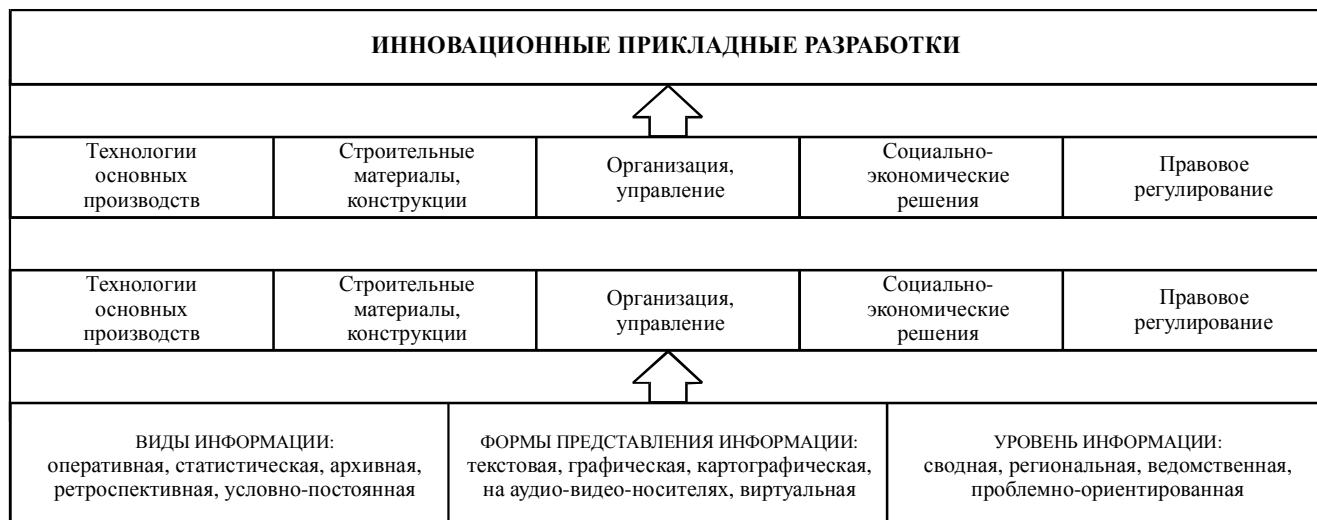 ИННОВАЦИОННЫЕ ПРИКЛАДНЫЕ РАЗРАБОТКИ
Технологии
основных
производств
Строительные
материалы,
конструкции
Организация,
управление
Социально-
экономические
решения
Правовое
регулирование
Технологии
основных
производств
Строительные
материалы,
конструкции
Организация,
управление
Социально-
экономические
решения
Правовое
регулирование
ВИДЫ ИНФОРМАЦИИ:
оперативная, статистическая, архивная,
ретроспективная, условно-постоянная
ФОРМЫ ПРЕДСТАВЛЕНИЯ ИНФОРМАЦИИ:
текстовая, графическая, картографическая,
на аудио-видео-носителях, виртуальная
УРОВЕНЬ ИНФОРМАЦИИ:
сводная, региональная, ведомственная,
проблемно-ориентированная